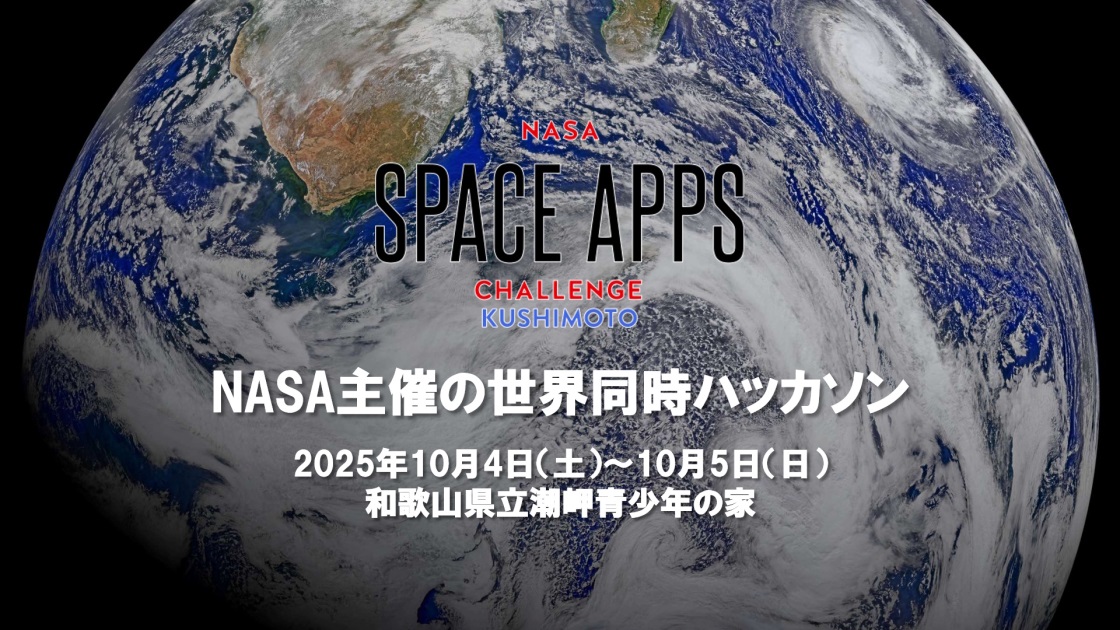 NASA
SPACE APPS
CHALLENGE
KUSHIMOTO
NASA主催の世界同時ハッカソン
2025年10月4日(土)～10月5日(日)
和歌山県立潮岬青少年の家